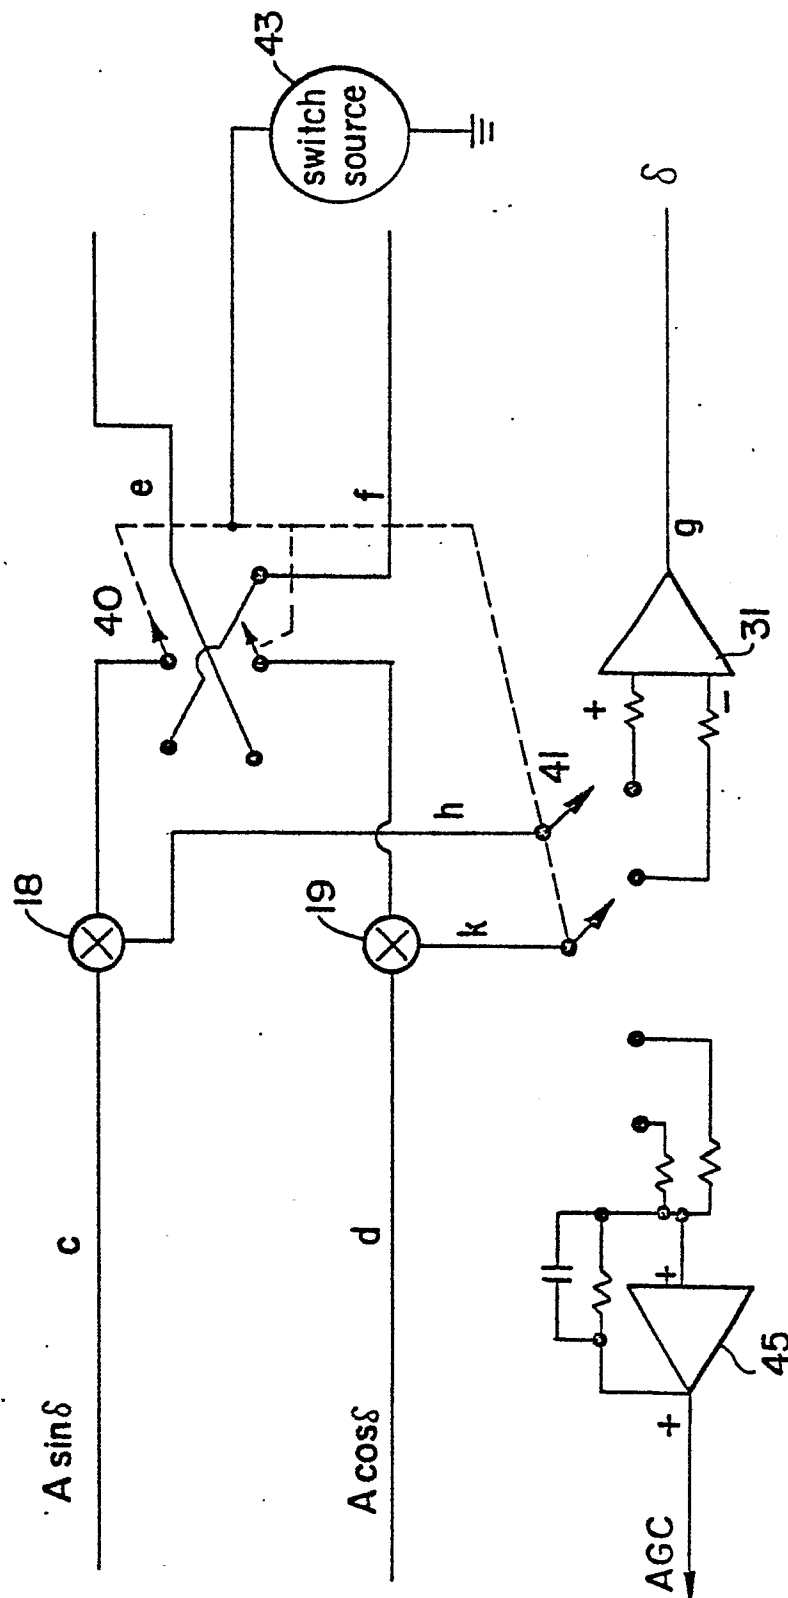 A sinδ
c
18
40
e
43
switch
source
A cosδ
d
19
k
h
f
41
AGC
+
45
+
+
−
31
g
δ